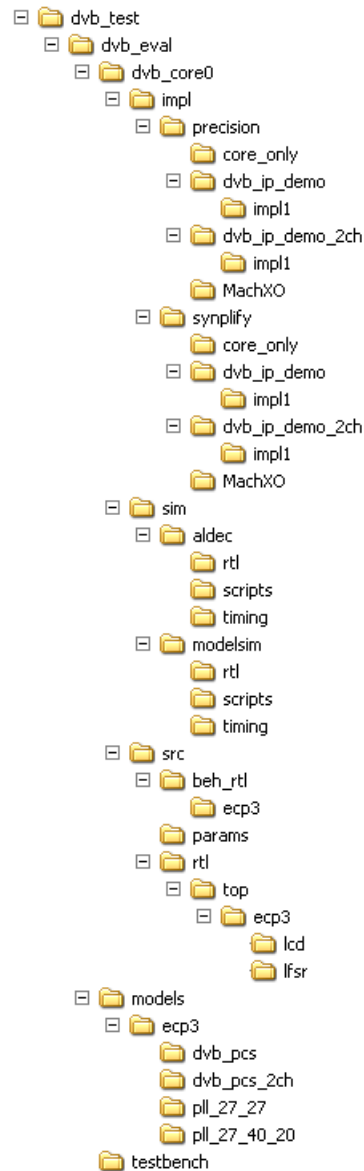 dvb_test
dvb_eval
dvb_core0
impl
precision
core_only
dvb_ip_demo
impl1
dvb_ip_demo_2ch
impl1
MachXO
synplify
core_only
dvb_ip_demo
impl1
dvb_ip_demo_2ch
impl1
MachXO
sim
aldec
rtl
scripts
timing
modelsim
rtl
scripts
timing
src
beh_rtl
ecp3
params
rtl
top
ecp3
lcd
lfsr
models
ecp3
dvb_pcs
dvb_pcs_2ch
pll_27_27
pll_27_40_20
testbench